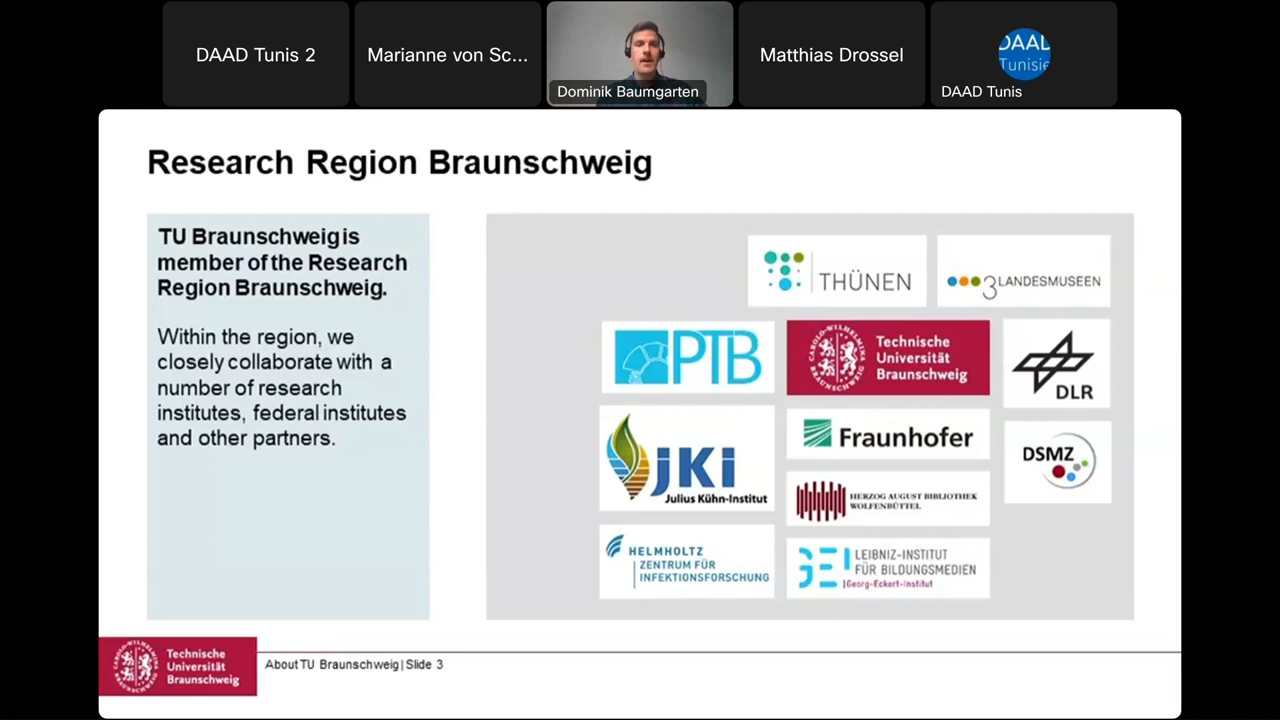 DAAD Tunis 2
Marianne von Sc...
Dominik Baumgarten
Matthias Drossel
DAAD
Tunisie
DAAD Tunis
Research Region Braunschweig
TU Braunschweig is
member of the Research
Region Braunschweig.
Within the region, we
closely collaborate with a
number of research
institutes, federal institutes
and other partners.
THÜNEN
3 LANDESMUSEEN
PTB
Technische
Universität
Braunschweig
DLR
JKI
Julius Kühn-Institut
Fraunhofer
DSMZ
HERZOG AUGUST BIBLIOTHEK
WOLFENBÜTTEL
HELMHOLTZ
ZENTRUM FÜR
INFEKTIONSFORSCHUNG
GEI
LEIBNIZ-INSTITUT
FÜR BILDUNGSMEDIEN
Georg-Eckert-Institut
Technische
Universität
Braunschweig
About TU Braunschweig | Slide 3